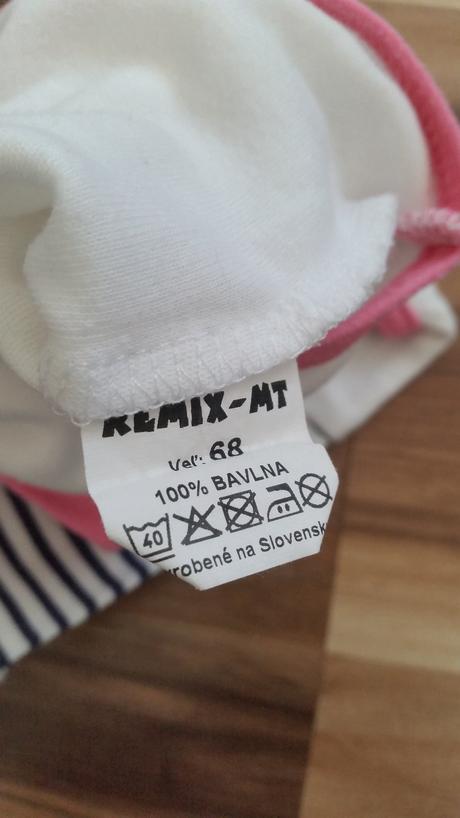 REMIX-MT
Veľ: 68
100% BAVLNA
40
robené na Slovensk